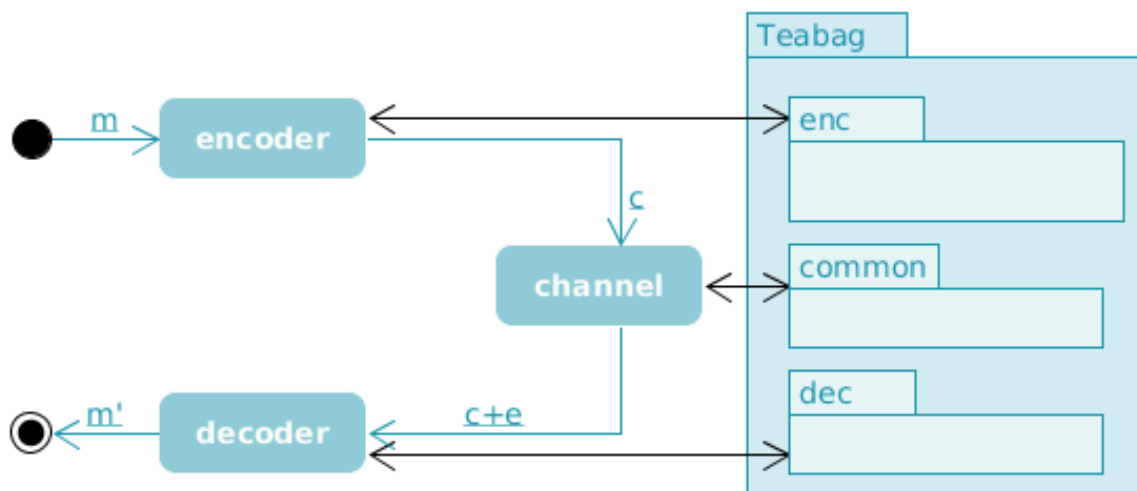 Teabag
m
encoder
enc
c
channel
common
m'
decoder
c+e
dec